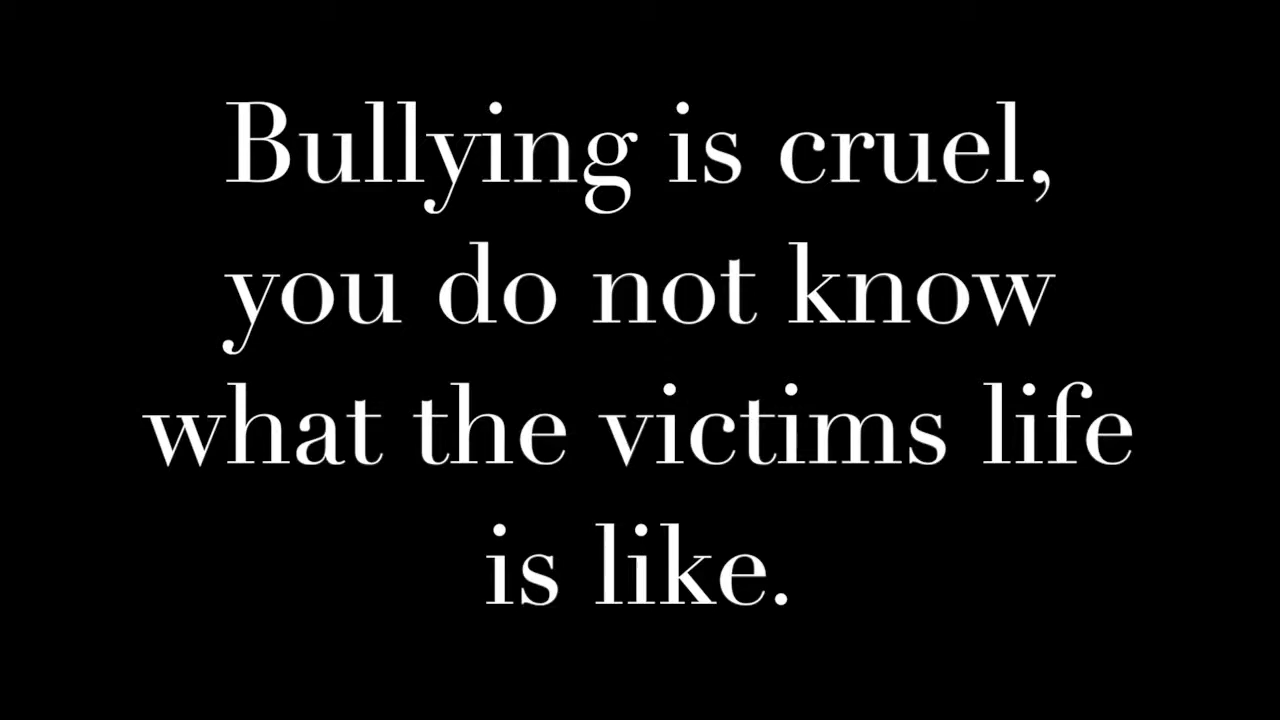 Bullying is cruel,
you do not know
what the victims life
is like.